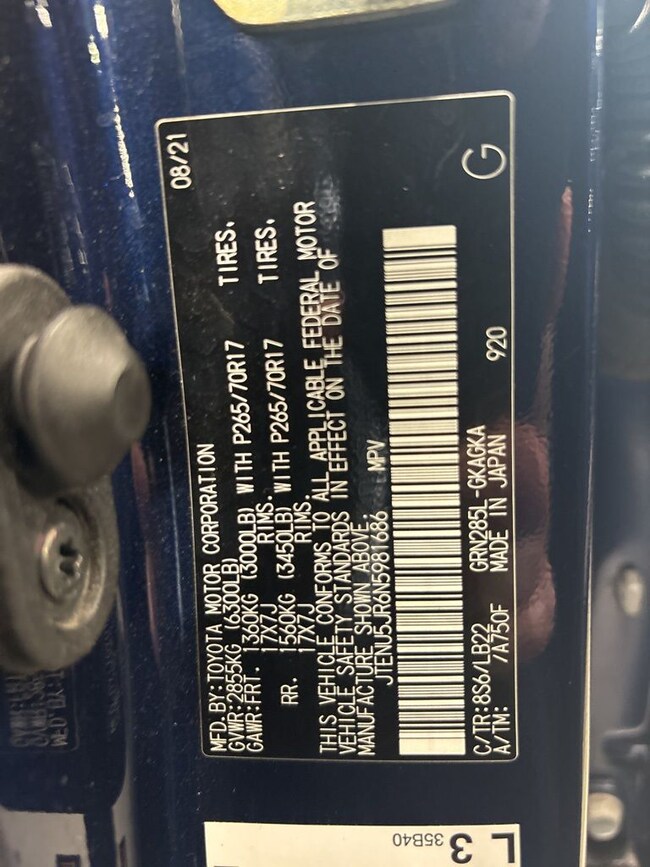 MFD. BY: TOYOTA MOTOR CORPORATION 08/21
GVWR: 2855KG (6300LB)
GAWR: FRT. 1360KG (3000LB) WITH P265/70R17 TIRES,
17X7J RIMS.
RR. 1560KG (3450LB) WITH P265/70R17 TIRES,
17X7J RIMS.
THIS VEHICLE CONFORMS TO ALL APPLICABLE FEDERAL MOTOR
VEHICLE SAFETY STANDARDS IN EFFECT ON THE DATE OF
MANUFACTURE SHOWN ABOVE.
JTENU5JR6N5981686 MPV
C/TR: 8S6/LB22 GRN285L-GKAGKA 920 G
A/TM: /A750F MADE IN JAPAN
L 3
35B40